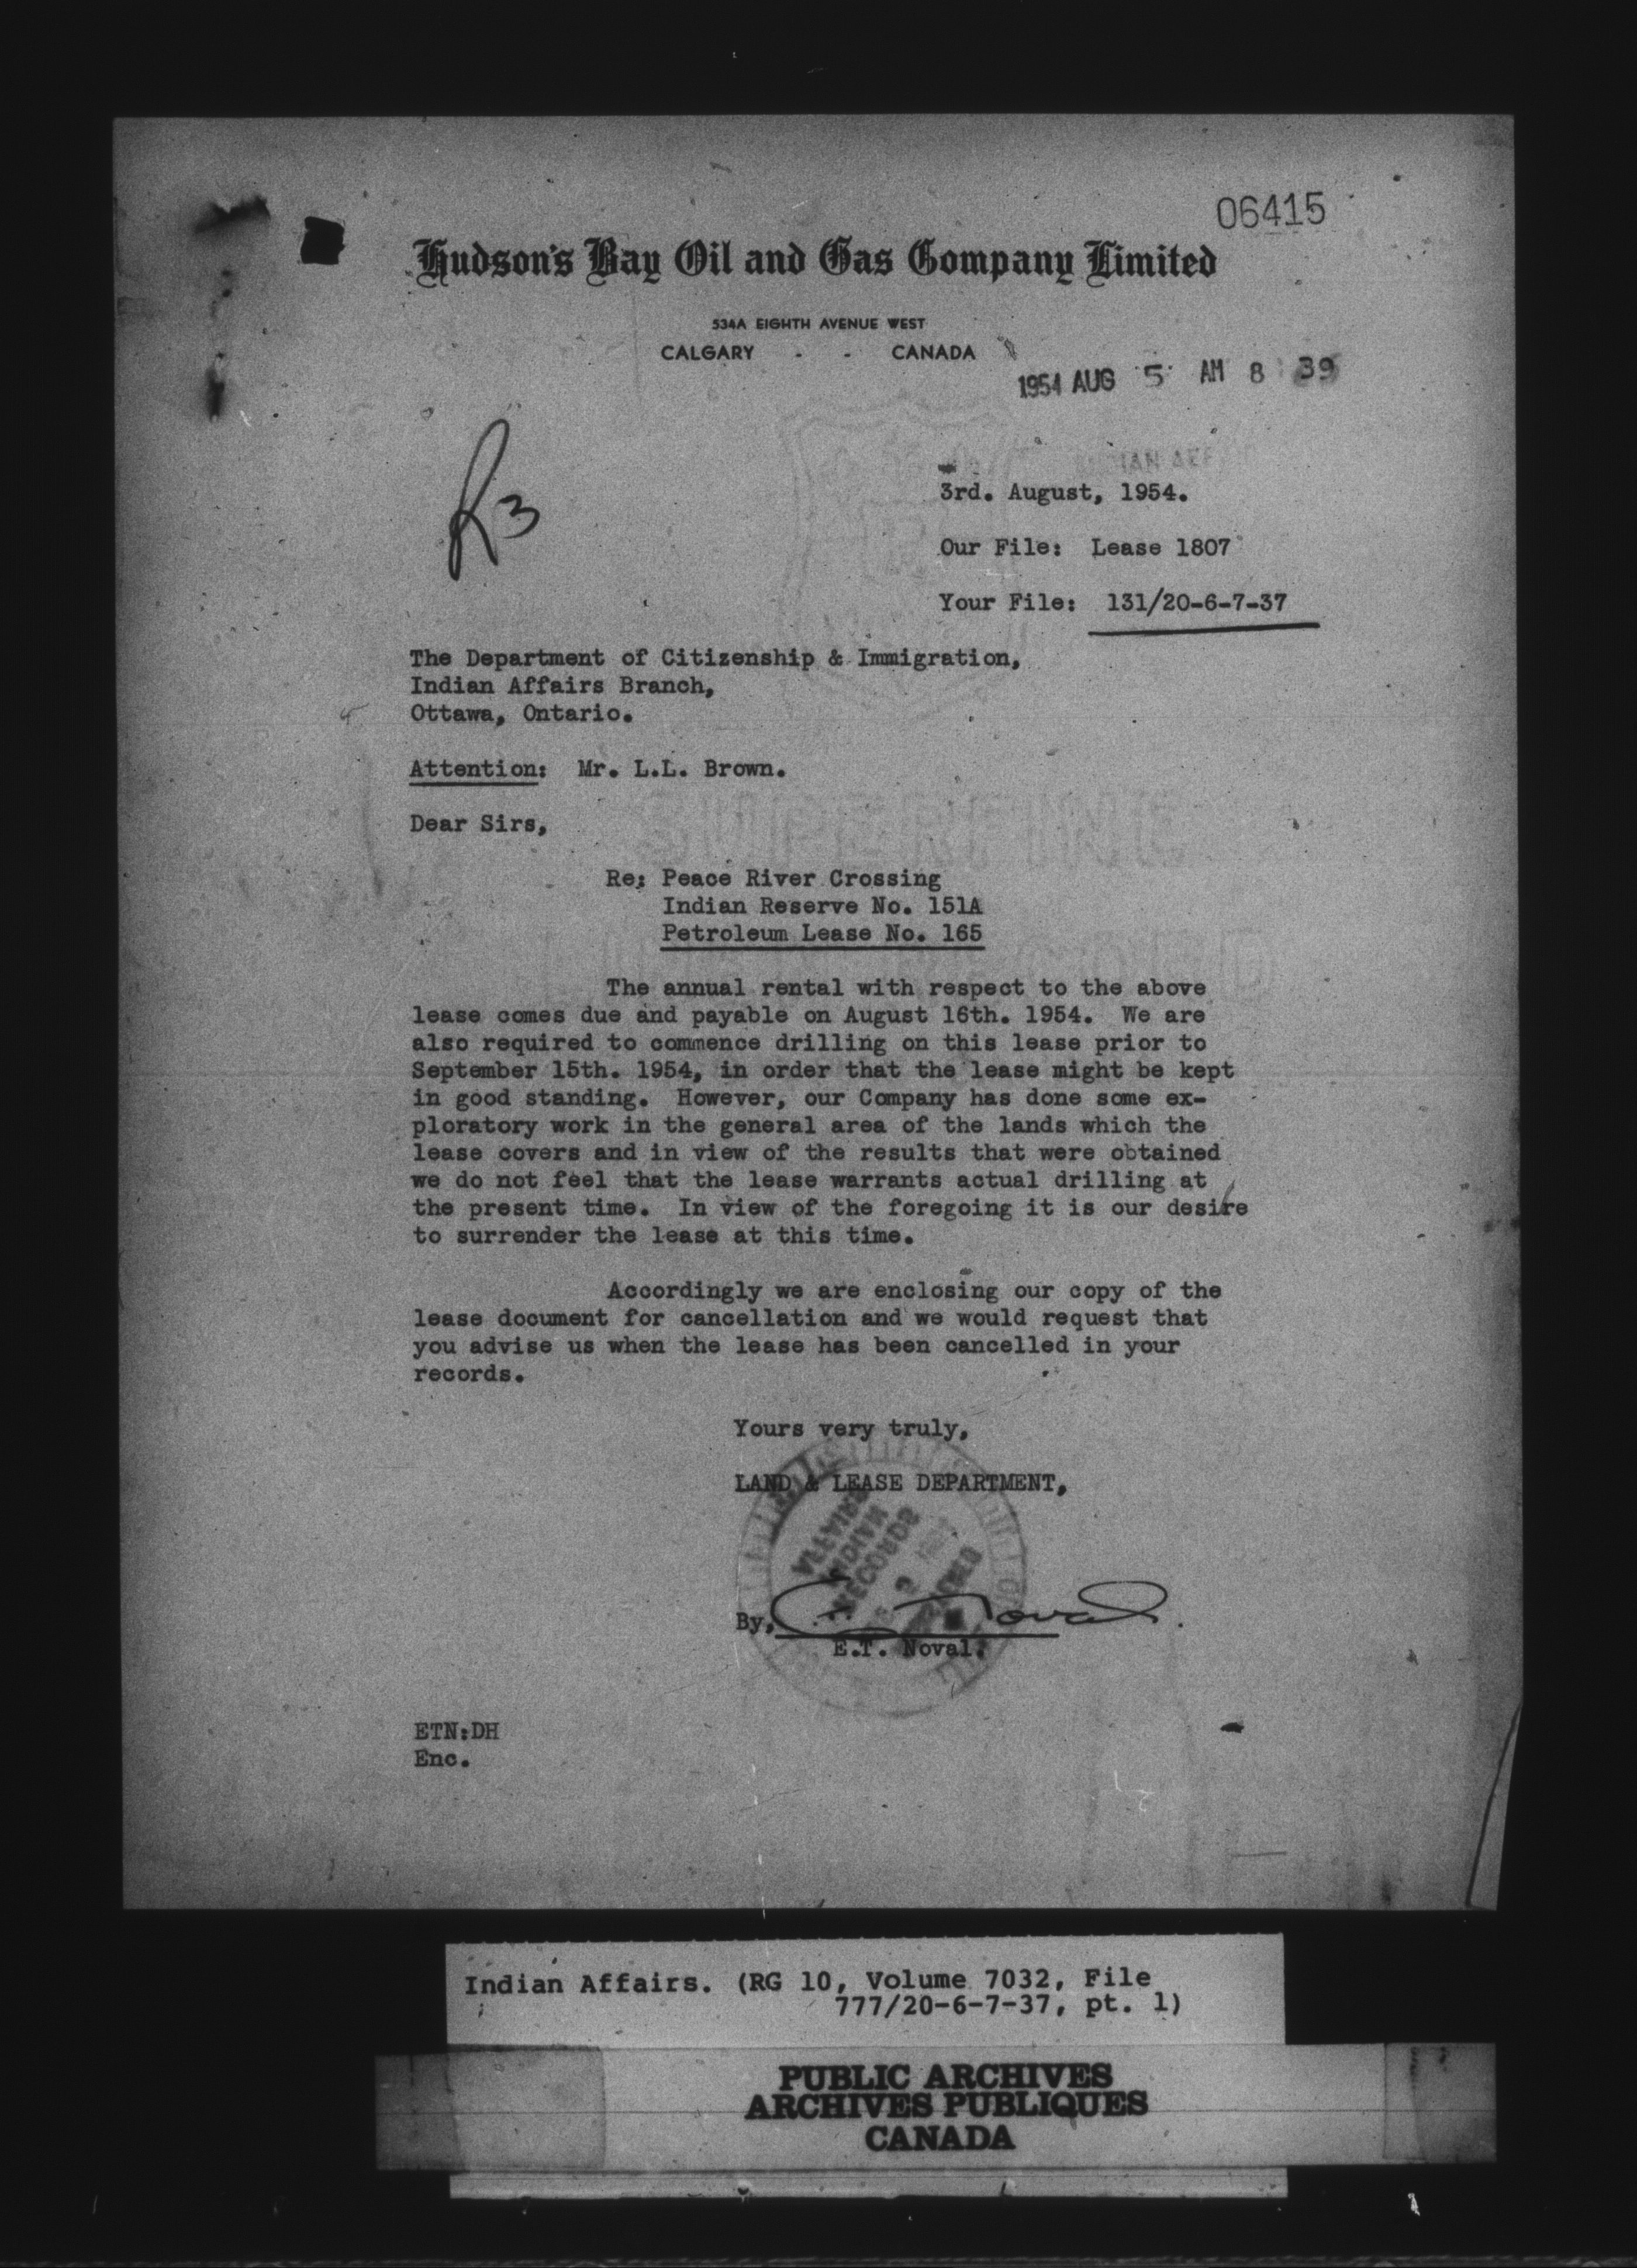 06415
Hudson's Bay Oil and Gas Company Limited
534A EIGHTH AVENUE WEST
CALGARY - - CANADA
1954 AUG 5 AM 8 39
R3
3rd. August, 1954.
Our File: Lease 1807
Your File: 131/20-6-7-37
The Department of Citizenship & Immigration,
Indian Affairs Branch,
Ottawa, Ontario.
Attention: Mr. L.L. Brown.
Dear Sirs,
Re: Peace River Crossing
Indian Reserve No. 151A
Petroleum Lease No. 165
The annual rental with respect to the above
lease comes due and payable on August 16th. 1954. We are
also required to commence drilling on this lease prior to
September 15th. 1954, in order that the lease might be kept
in good standing. However, our Company has done some ex-
ploratory work in the general area of the lands which the
lease covers and in view of the results that were obtained
we do not feel that the lease warrants actual drilling at
the present time. In view of the foregoing it is our desire
to surrender the lease at this time.
Accordingly we are enclosing our copy of the
lease document for cancellation and we would request that
you advise us when the lease has been cancelled in your
records.
Yours very truly,
LAND & LEASE DEPARTMENT,
By,
E.T. Noval.
ETN:DH
Enc.
Indian Affairs. (RG 10, Volume 7032, File
777/20-6-7-37, pt. 1)
PUBLIC ARCHIVES
ARCHIVES PUBLIQUES
CANADA